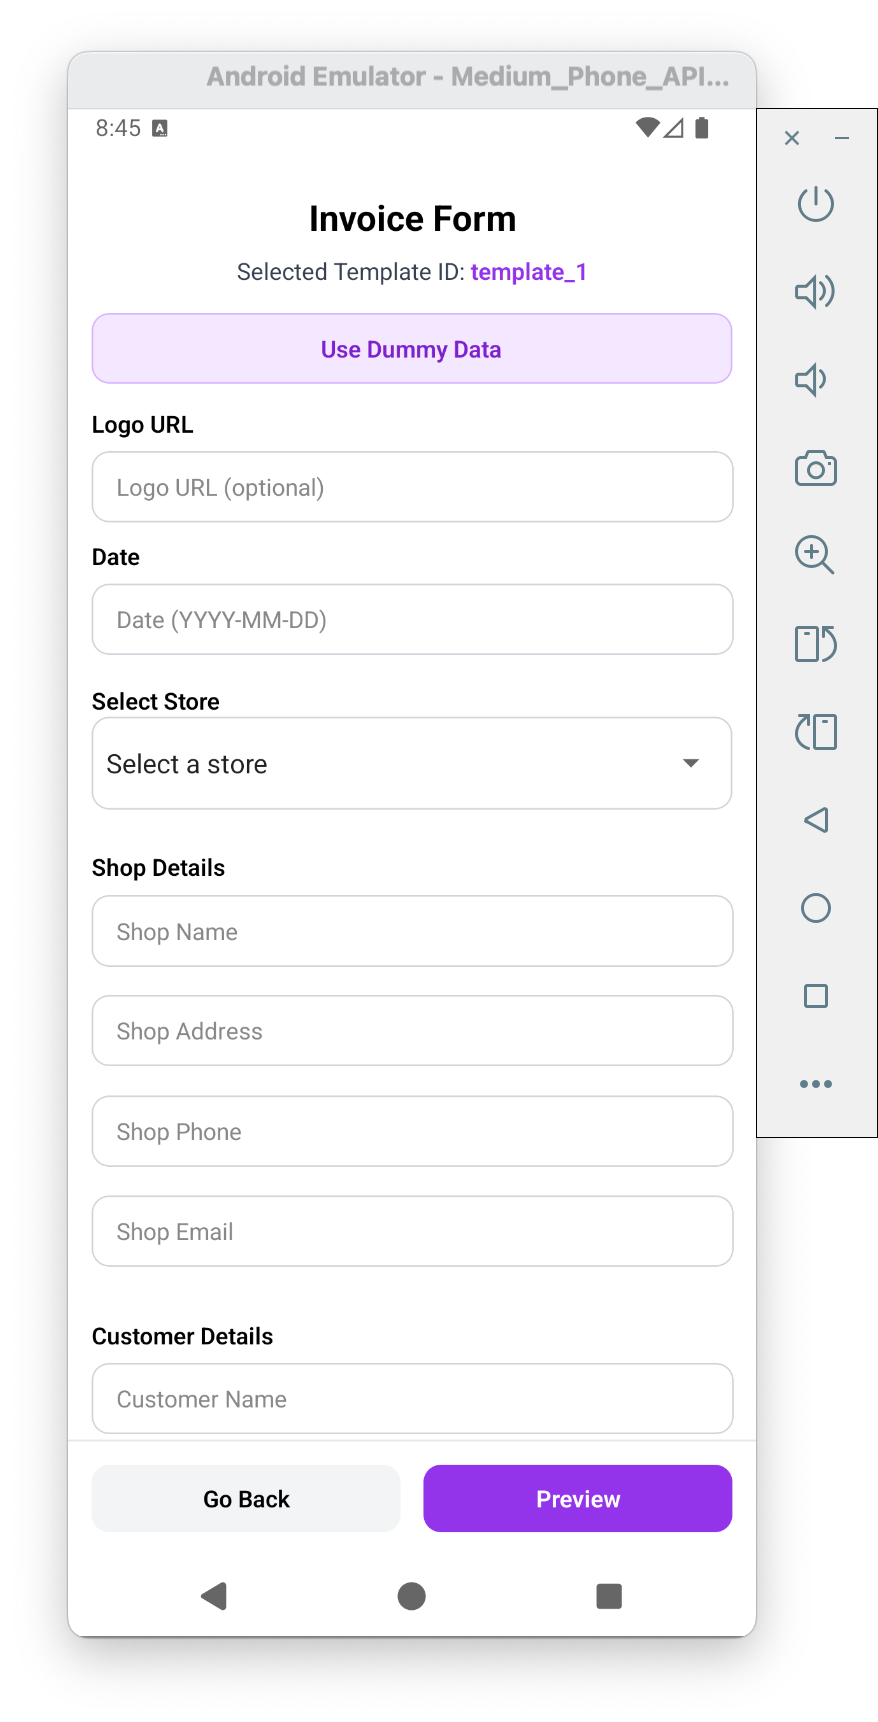 Android Emulator - Medium_Phone_API...
8:45 A
Invoice Form
Selected Template ID: template_1
Use Dummy Data
Logo URL
Logo URL (optional)
Date
Date (YYYY-MM-DD)
Select Store
Select a store
Shop Details
Shop Name
Shop Address
Shop Phone
Shop Email
Customer Details
Customer Name
Go Back Preview